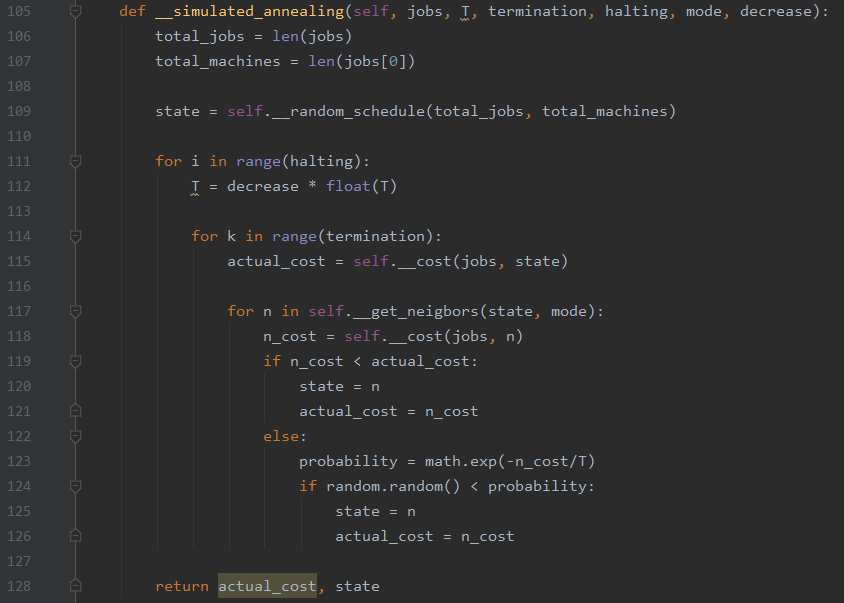 105 def __simulated_annealing(self, jobs, T, termination, halting, mode, decrease):
106     total_jobs = len(jobs)
107     total_machines = len(jobs[0])
108
109     state = self.__random_schedule(total_jobs, total_machines)
110
111     for i in range(halting):
112         T = decrease * float(T)
113
114         for k in range(termination):
115             actual_cost = self.__cost(jobs, state)
116
117             for n in self.__get_neigbors(state, mode):
118                 n_cost = self.__cost(jobs, n)
119                 if n_cost < actual_cost:
120                     state = n
121                     actual_cost = n_cost
122                 else:
123                     probability = math.exp(-n_cost/T)
124                     if random.random() < probability:
125                         state = n
126                         actual_cost = n_cost
127
128     return actual_cost, state